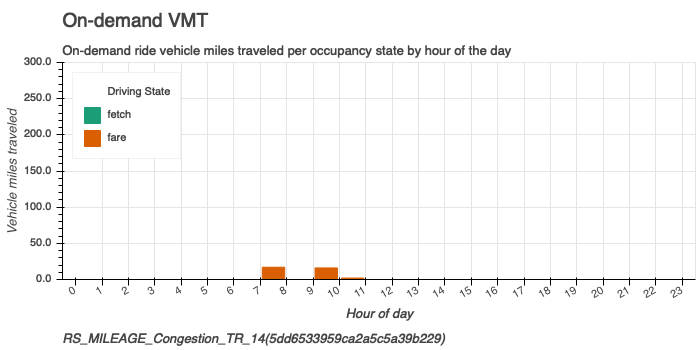 On-demand VMT
On-demand ride vehicle miles traveled per occupancy state by hour of the day
300.0
250.0
200.0
150.0
100.0
50.0
0.0
Vehicle miles traveled
Driving State
fetch
fare
0 1 2 3 4 5 6 7 8 9 10 11 12 13 14 15 16 17 18 19 20 21 22 23
Hour of day
RS_MILEAGE_Congestion_TR_14(5dd6533959ca2a5c5a39b229)